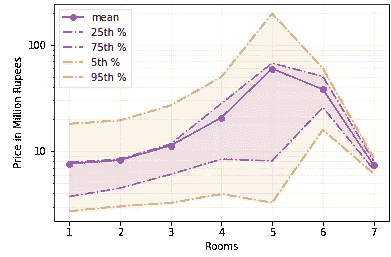 mean
25th %
75th %
5th %
95th %
Price in Million Rupees
100
10
1 2 3 4 5 6 7
Rooms